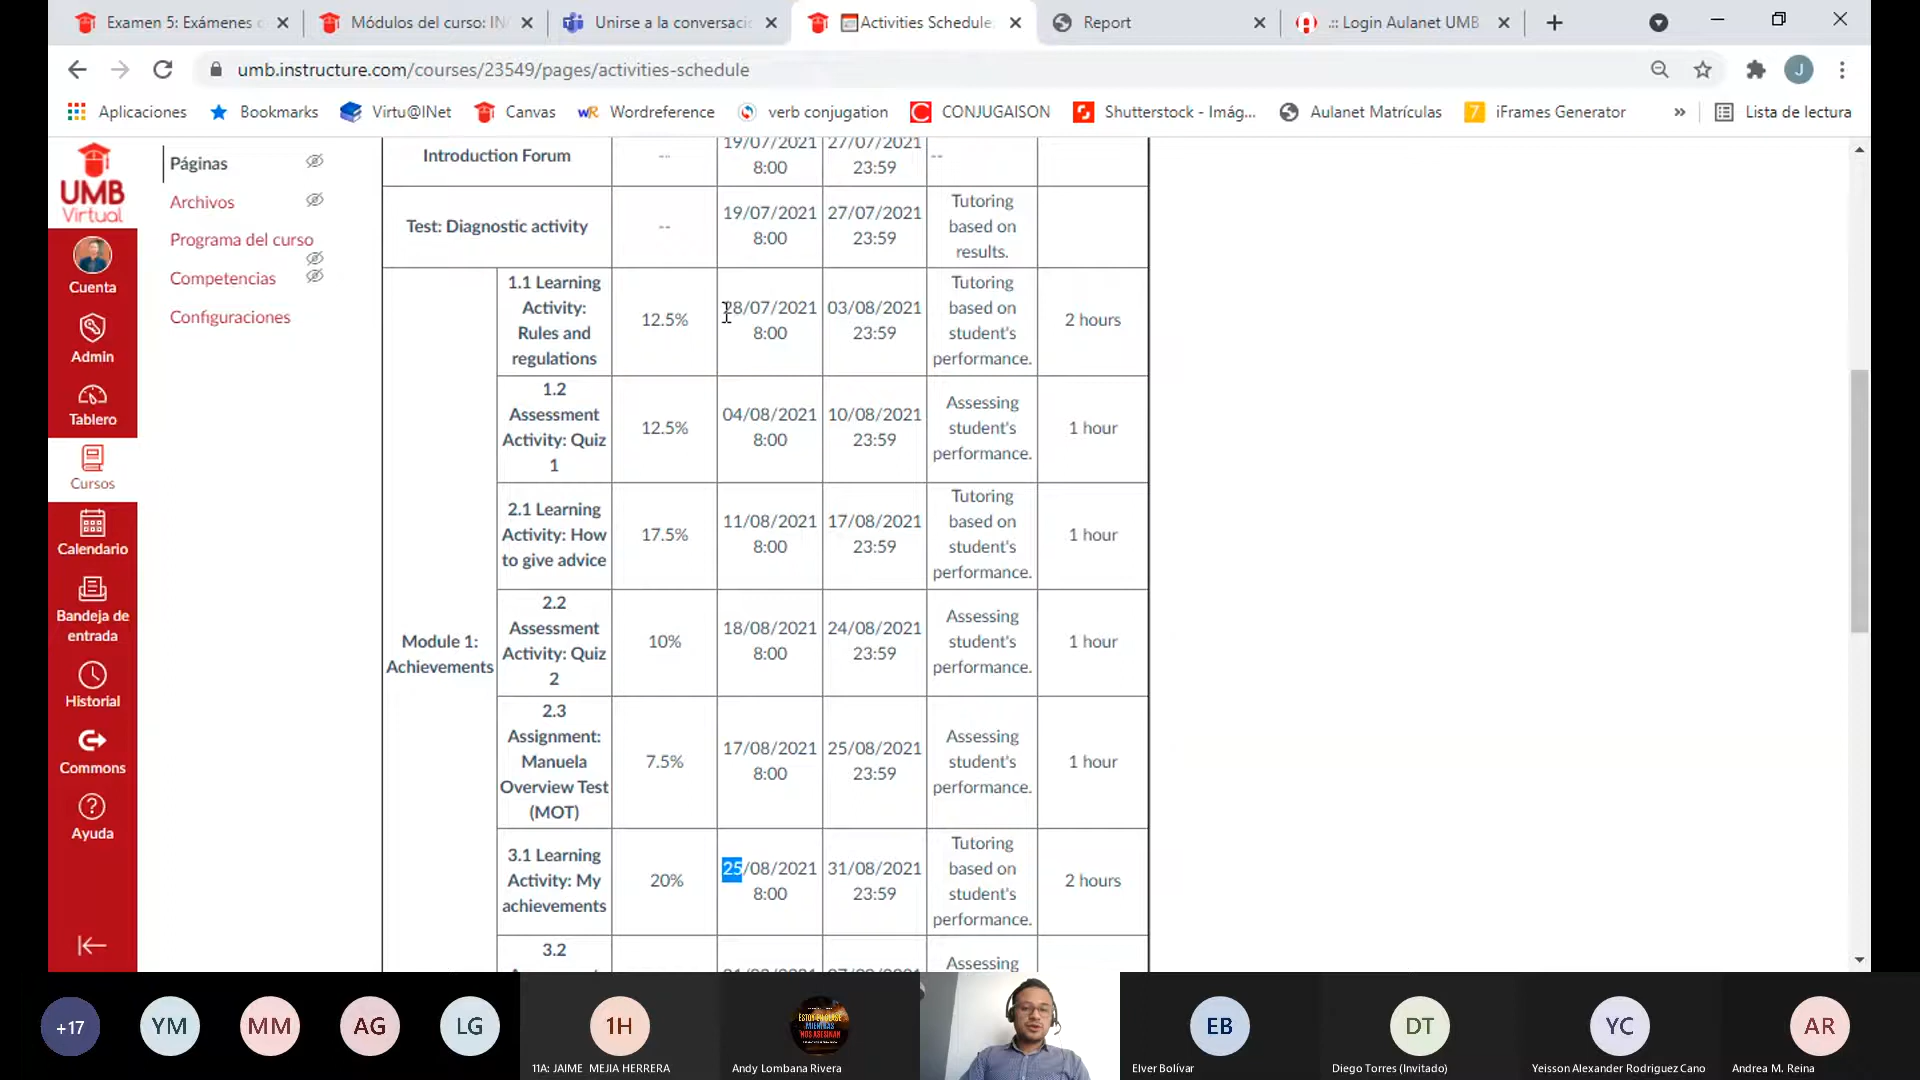 Examen 5: Exámenes
Módulos del curso: IN
Unirse a la conversaci
Activities Schedule
Report
.:: Login Aulanet UMB
umb.instructure.com/courses/23549/pages/activities-schedule
J
Aplicaciones
Bookmarks
Virtu@lNet
Canvas
WR Wordreference
verb conjugation
C CONJUGAISON
Shutterstock - Imág...
Aulanet Matrículas
7 iFrames Generator
»
Lista de lectura
UMB
Virtual
Cuenta
Admin
Tablero
Cursos
Calendario
Bandeja de
entrada
Historial
Commons
Ayuda
Páginas
Archivos
Programa del curso
Competencias
Configuraciones
Introduction Forum
--
19/07/2021
8:00
27/07/2021
23:59
--
Test: Diagnostic activity
--
19/07/2021
8:00
27/07/2021
23:59
Tutoring
based on
results.
Module 1:
Achievements
1.1 Learning
Activity:
Rules and
regulations
12.5%
28/07/2021
8:00
03/08/2021
23:59
Tutoring
based on
student's
performance.
2 hours
1.2
Assessment
Activity: Quiz
1
12.5%
04/08/2021
8:00
10/08/2021
23:59
Assessing
student's
performance.
1 hour
2.1 Learning
Activity: How
to give advice
17.5%
11/08/2021
8:00
17/08/2021
23:59
Tutoring
based on
student's
performance.
1 hour
2.2
Assessment
Activity: Quiz
2
10%
18/08/2021
8:00
24/08/2021
23:59
Assessing
student's
performance.
1 hour
2.3
Assignment:
Manuela
Overview Test
(MOT)
7.5%
17/08/2021
8:00
25/08/2021
23:59
Assessing
student's
performance.
1 hour
3.1 Learning
Activity: My
achievements
20%
25/08/2021
8:00
31/08/2021
23:59
Tutoring
based on
student's
performance.
2 hours
3.2
Assessing
+17
YM
MM
AG
LG
1H
11A: JAIME MEJIA HERRERA
ESTOY EN CLASE
MIENTRAS
NOS ASESINAN
Andy Lombana Rivera
EB
Elver Bolívar
DT
Diego Torres (Invitado)
YC
Yeisson Alexander Rodriguez Cano
AR
Andrea M. Reina